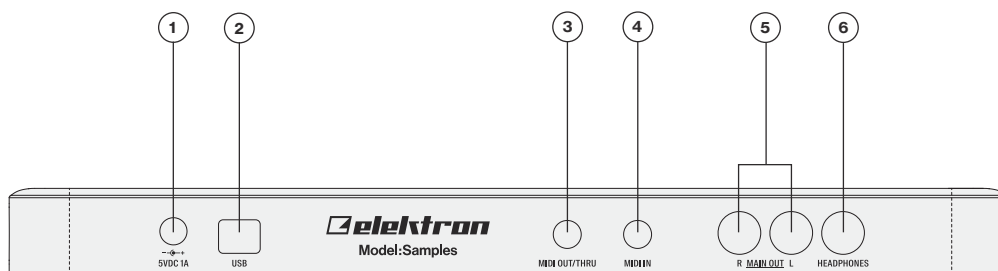 1 2 3 4 5 6
elektron
Model:Samples
5VDC 1A USB MIDI OUT/THRU MIDI IN R MAIN OUT L HEADPHONES